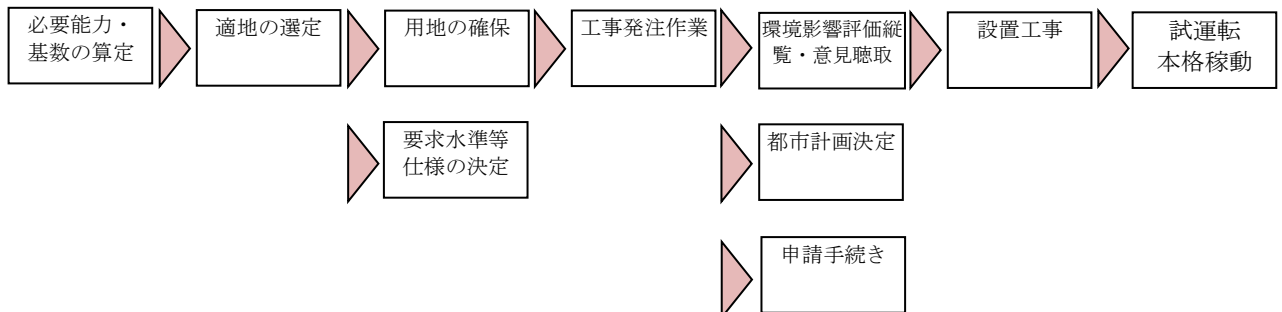 必要能力・
基数の算定
適地の選定
用地の確保
工事発注作業
環境影響評価縦
覧・意見聴取
設置工事
試運転
本格稼動
要求水準等
仕様の決定
都市計画決定
申請手続き